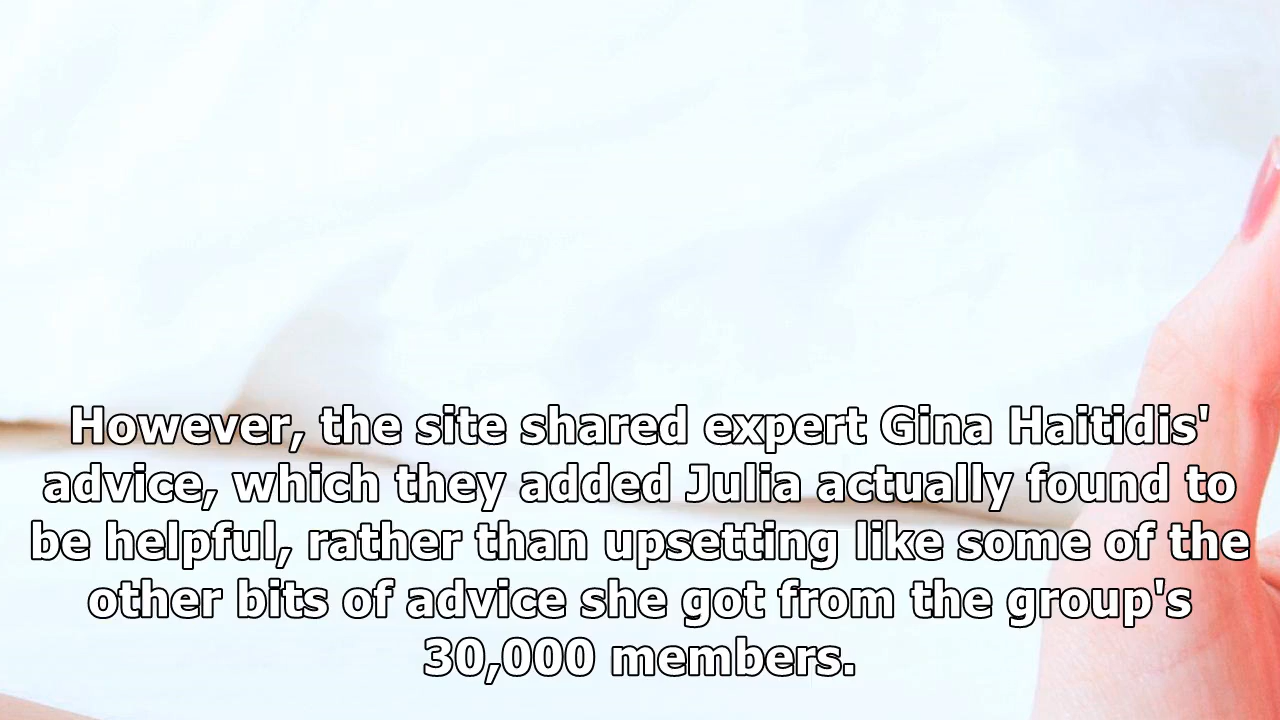 However, the site shared expert Gina Haitidis'
advice, which they added Julia actually found to
be helpful, rather than upsetting like some of the
other bits of advice she got from the group's
30,000 members.